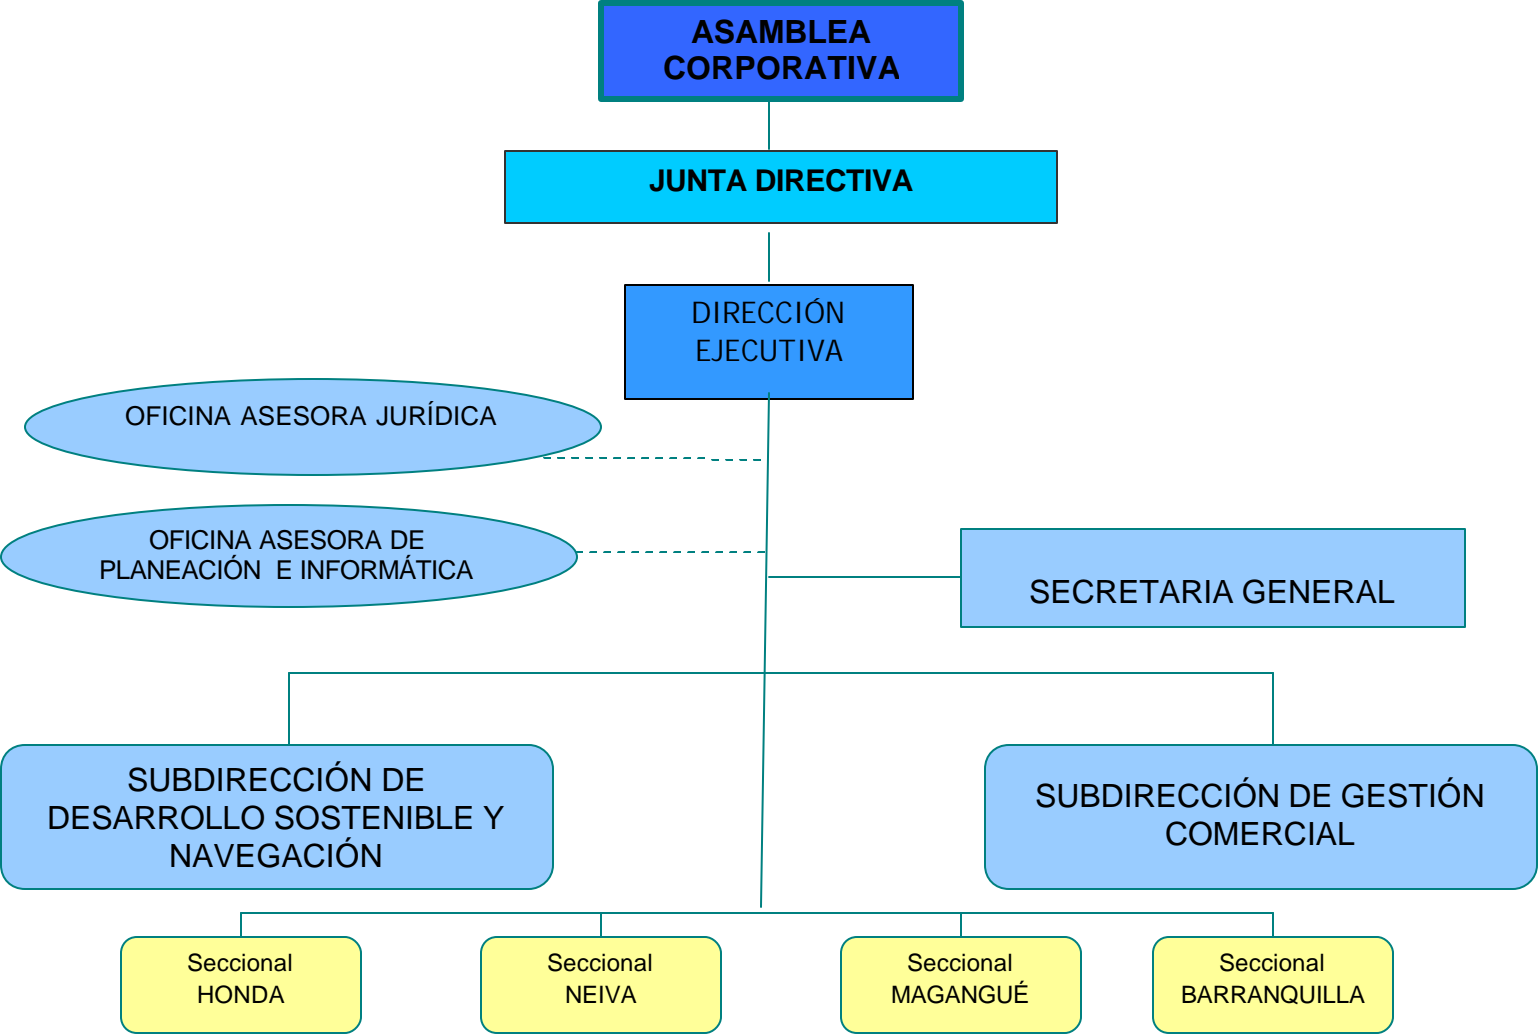 ASAMBLEA
CORPORATIVA
JUNTA DIRECTIVA
DIRECCIÓN
EJECUTIVA
OFICINA ASESORA JURÍDICA
OFICINA ASESORA DE
PLANEACIÓN E INFORMÁTICA
SECRETARIA GENERAL
SUBDIRECCIÓN DE
DESARROLLO SOSTENIBLE Y
NAVEGACIÓN
SUBDIRECCIÓN DE GESTIÓN
COMERCIAL
Seccional
HONDA
Seccional
NEIVA
Seccional
MAGANGUÉ
Seccional
BARRANQUILLA